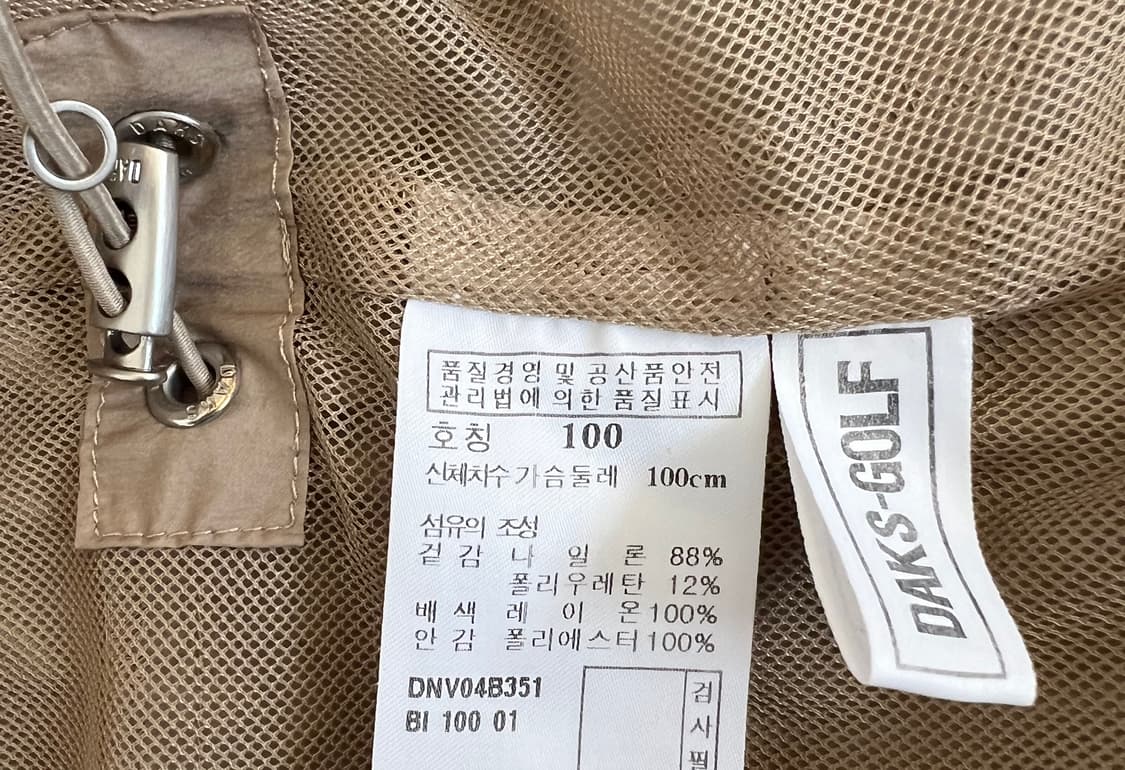 DAKS
품질경영 및 공산품안전
관리법에 의한 품질표시
호칭 100
신체치수 가슴둘레 100cm
섬유의 조성
겉감 나일론 88%
폴리우레탄 12%
배색 레이온 100%
안감 폴리에스터 100%
DNV04B351
BI 100 01
검
사
필
DAKS-GOLF